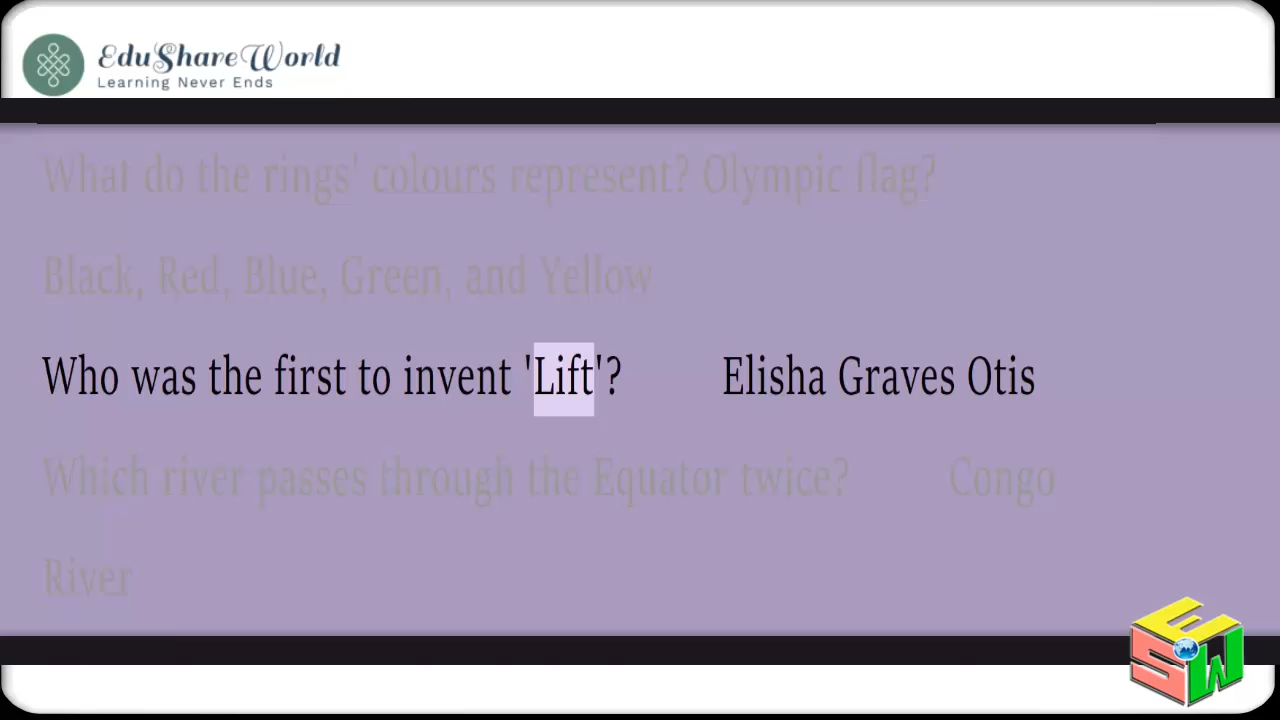 EduShareWorld
Learning Never Ends
What do the rings' colours represent? Olympic flag?
Black, Red, Blue, Green, and Yellow
Who was the first to invent 'Lift'? Elisha Graves Otis
Which river passes through the Equator twice? Congo
River
ESW